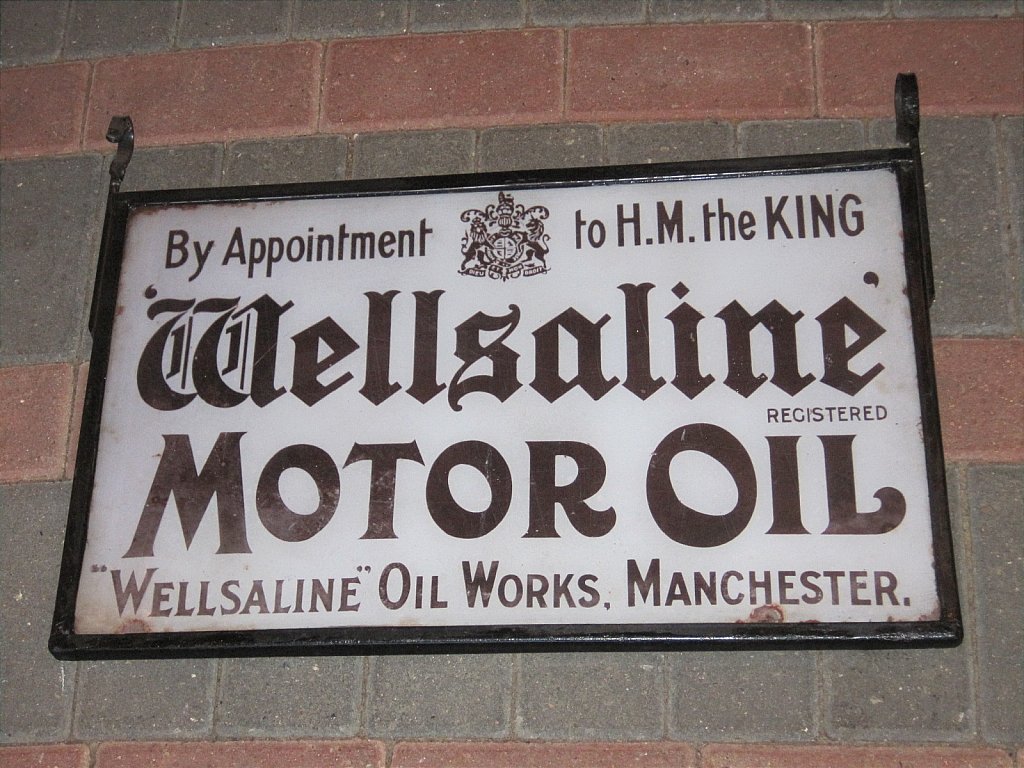 By Appointment to H.M. the KING
'Wellsaline'
REGISTERED
MOTOR OIL
"WELLSALINE" OIL WORKS, MANCHESTER.